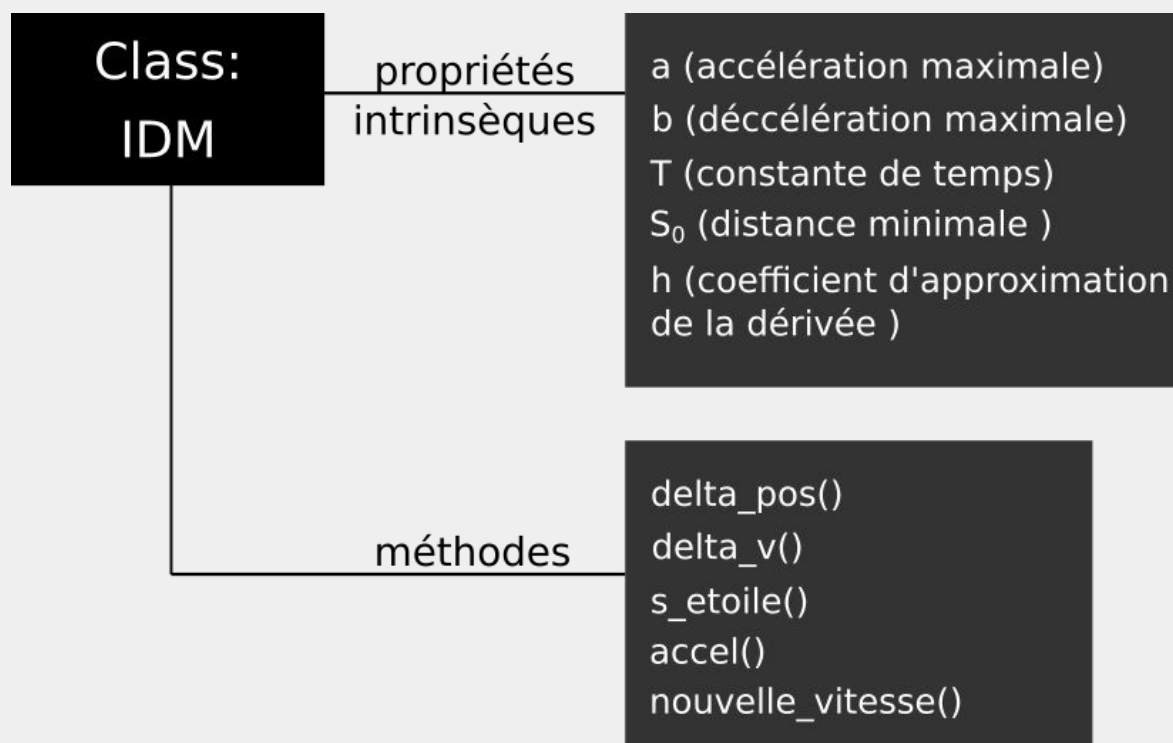 Class:
IDM
propriétés
intrinsèques
a (accélération maximale)
b (déccélération maximale)
T (constante de temps)
S₀ (distance minimale )
h (coefficient d'approximation
de la dérivée )
méthodes
delta_pos()
delta_v()
s_etoile()
accel()
nouvelle_vitesse()